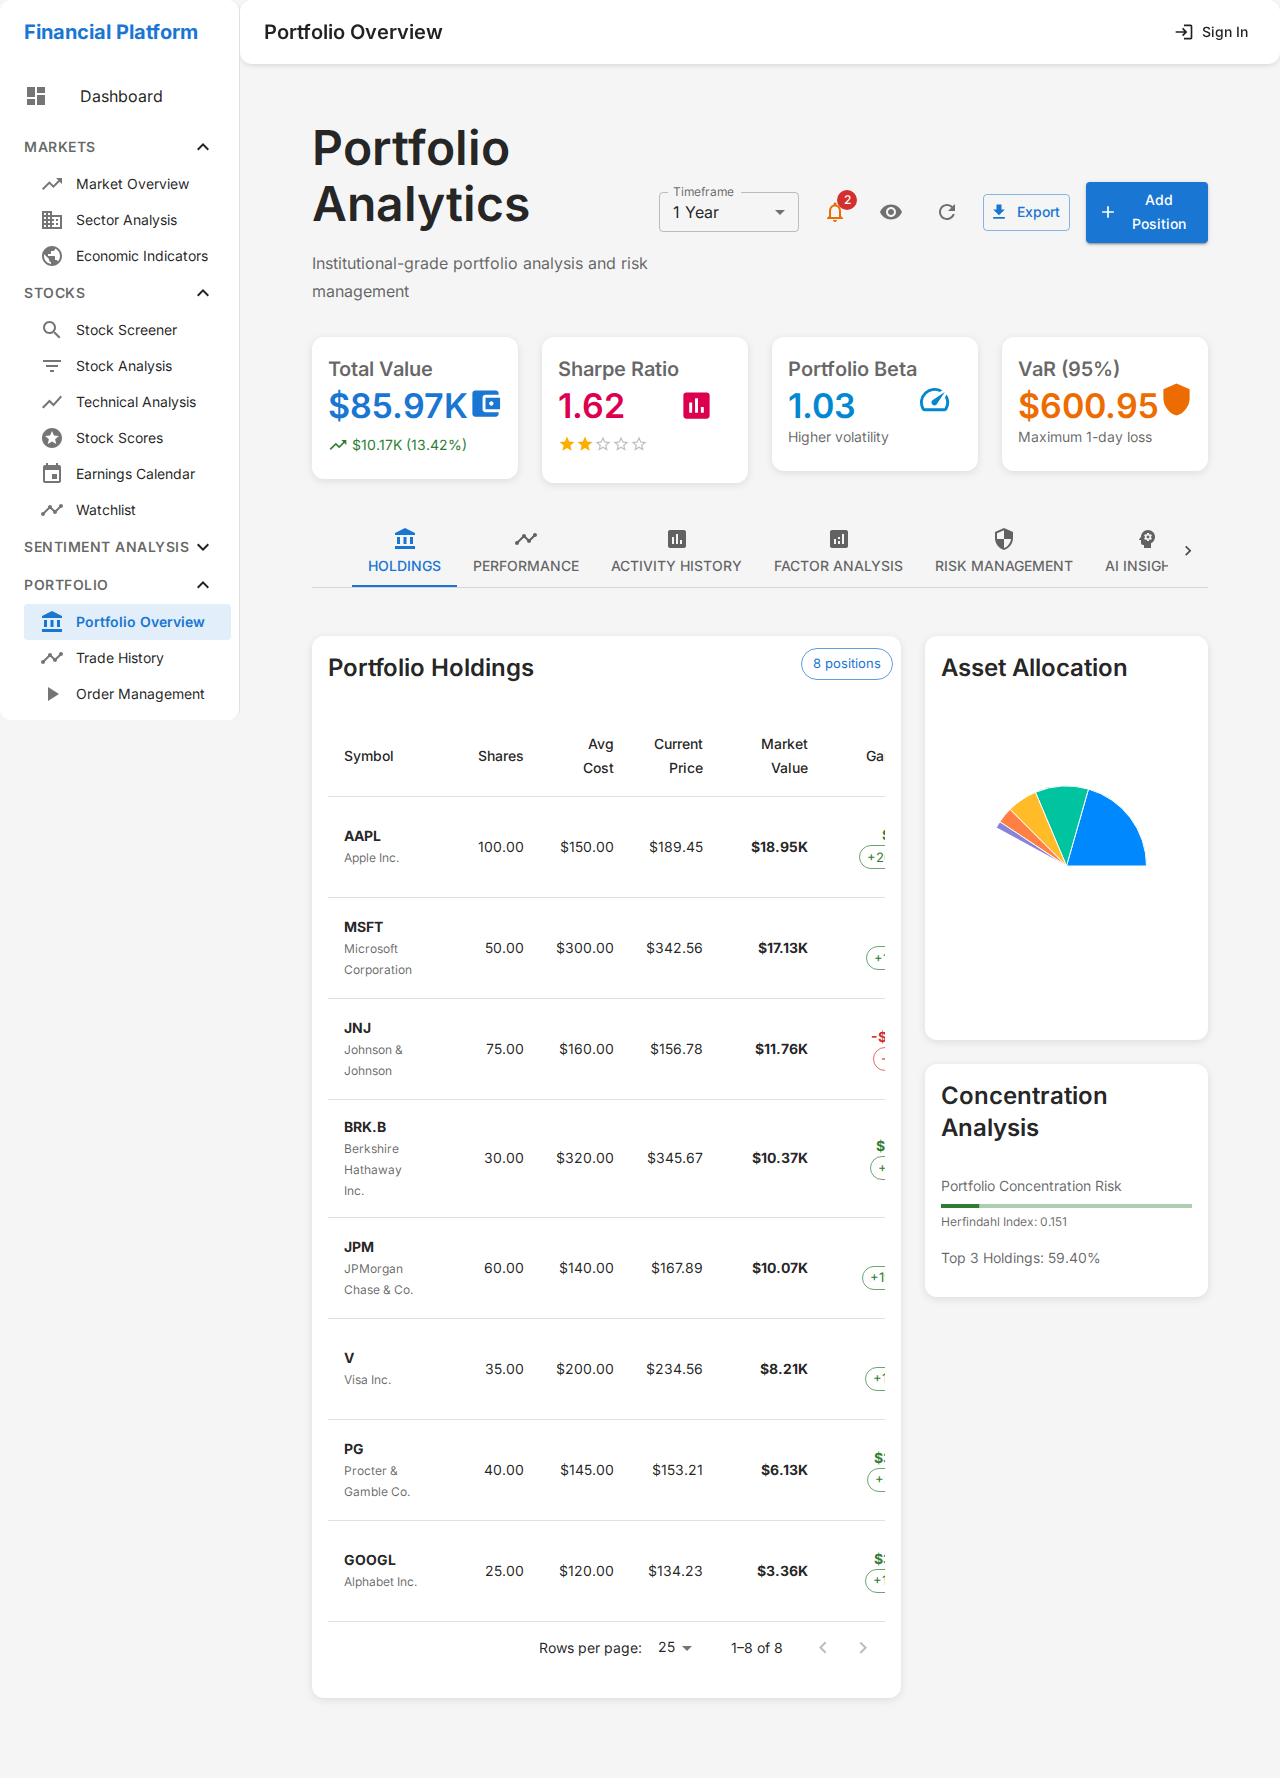 Financial Platform
Portfolio Overview
Sign In
Dashboard
MARKETS
Market Overview
Sector Analysis
Economic Indicators
STOCKS
Stock Screener
Stock Analysis
Technical Analysis
Stock Scores
Earnings Calendar
Watchlist
SENTIMENT ANALYSIS
PORTFOLIO
Portfolio Overview
Trade History
Order Management
Portfolio
Analytics
Institutional-grade portfolio analysis and risk
management
Timeframe
1 Year
2
Export
Add
Position
Total Value
$85.97K
$10.17K (13.42%)
Sharpe Ratio
1.62
Portfolio Beta
1.03
Higher volatility
VaR (95%)
$600.95
Maximum 1-day loss
HOLDINGS
PERFORMANCE
ACTIVITY HISTORY
FACTOR ANALYSIS
RISK MANAGEMENT
AI INSIGH
Portfolio Holdings
8 positions
Symbol
Shares
Avg
Cost
Current
Price
Market
Value
Ga
AAPL
Apple Inc.
100.00
$150.00
$189.45
$18.95K
MSFT
Microsoft
Corporation
50.00
$300.00
$342.56
$17.13K
JNJ
Johnson &
Johnson
75.00
$160.00
$156.78
$11.76K
-$
-
BRK.B
Berkshire
Hathaway
Inc.
30.00
$320.00
$345.67
$10.37K
$
+
JPM
JPMorgan
Chase & Co.
60.00
$140.00
$167.89
$10.07K
V
Visa Inc.
35.00
$200.00
$234.56
$8.21K
PG
Procter &
Gamble Co.
40.00
$145.00
$153.21
$6.13K
+
GOOGL
Alphabet Inc.
25.00
$120.00
$134.23
$3.36K
Rows per page:
25
1–8 of 8
Asset Allocation
Concentration
Analysis
Portfolio Concentration Risk
Herfindahl Index: 0.151
Top 3 Holdings: 59.40%